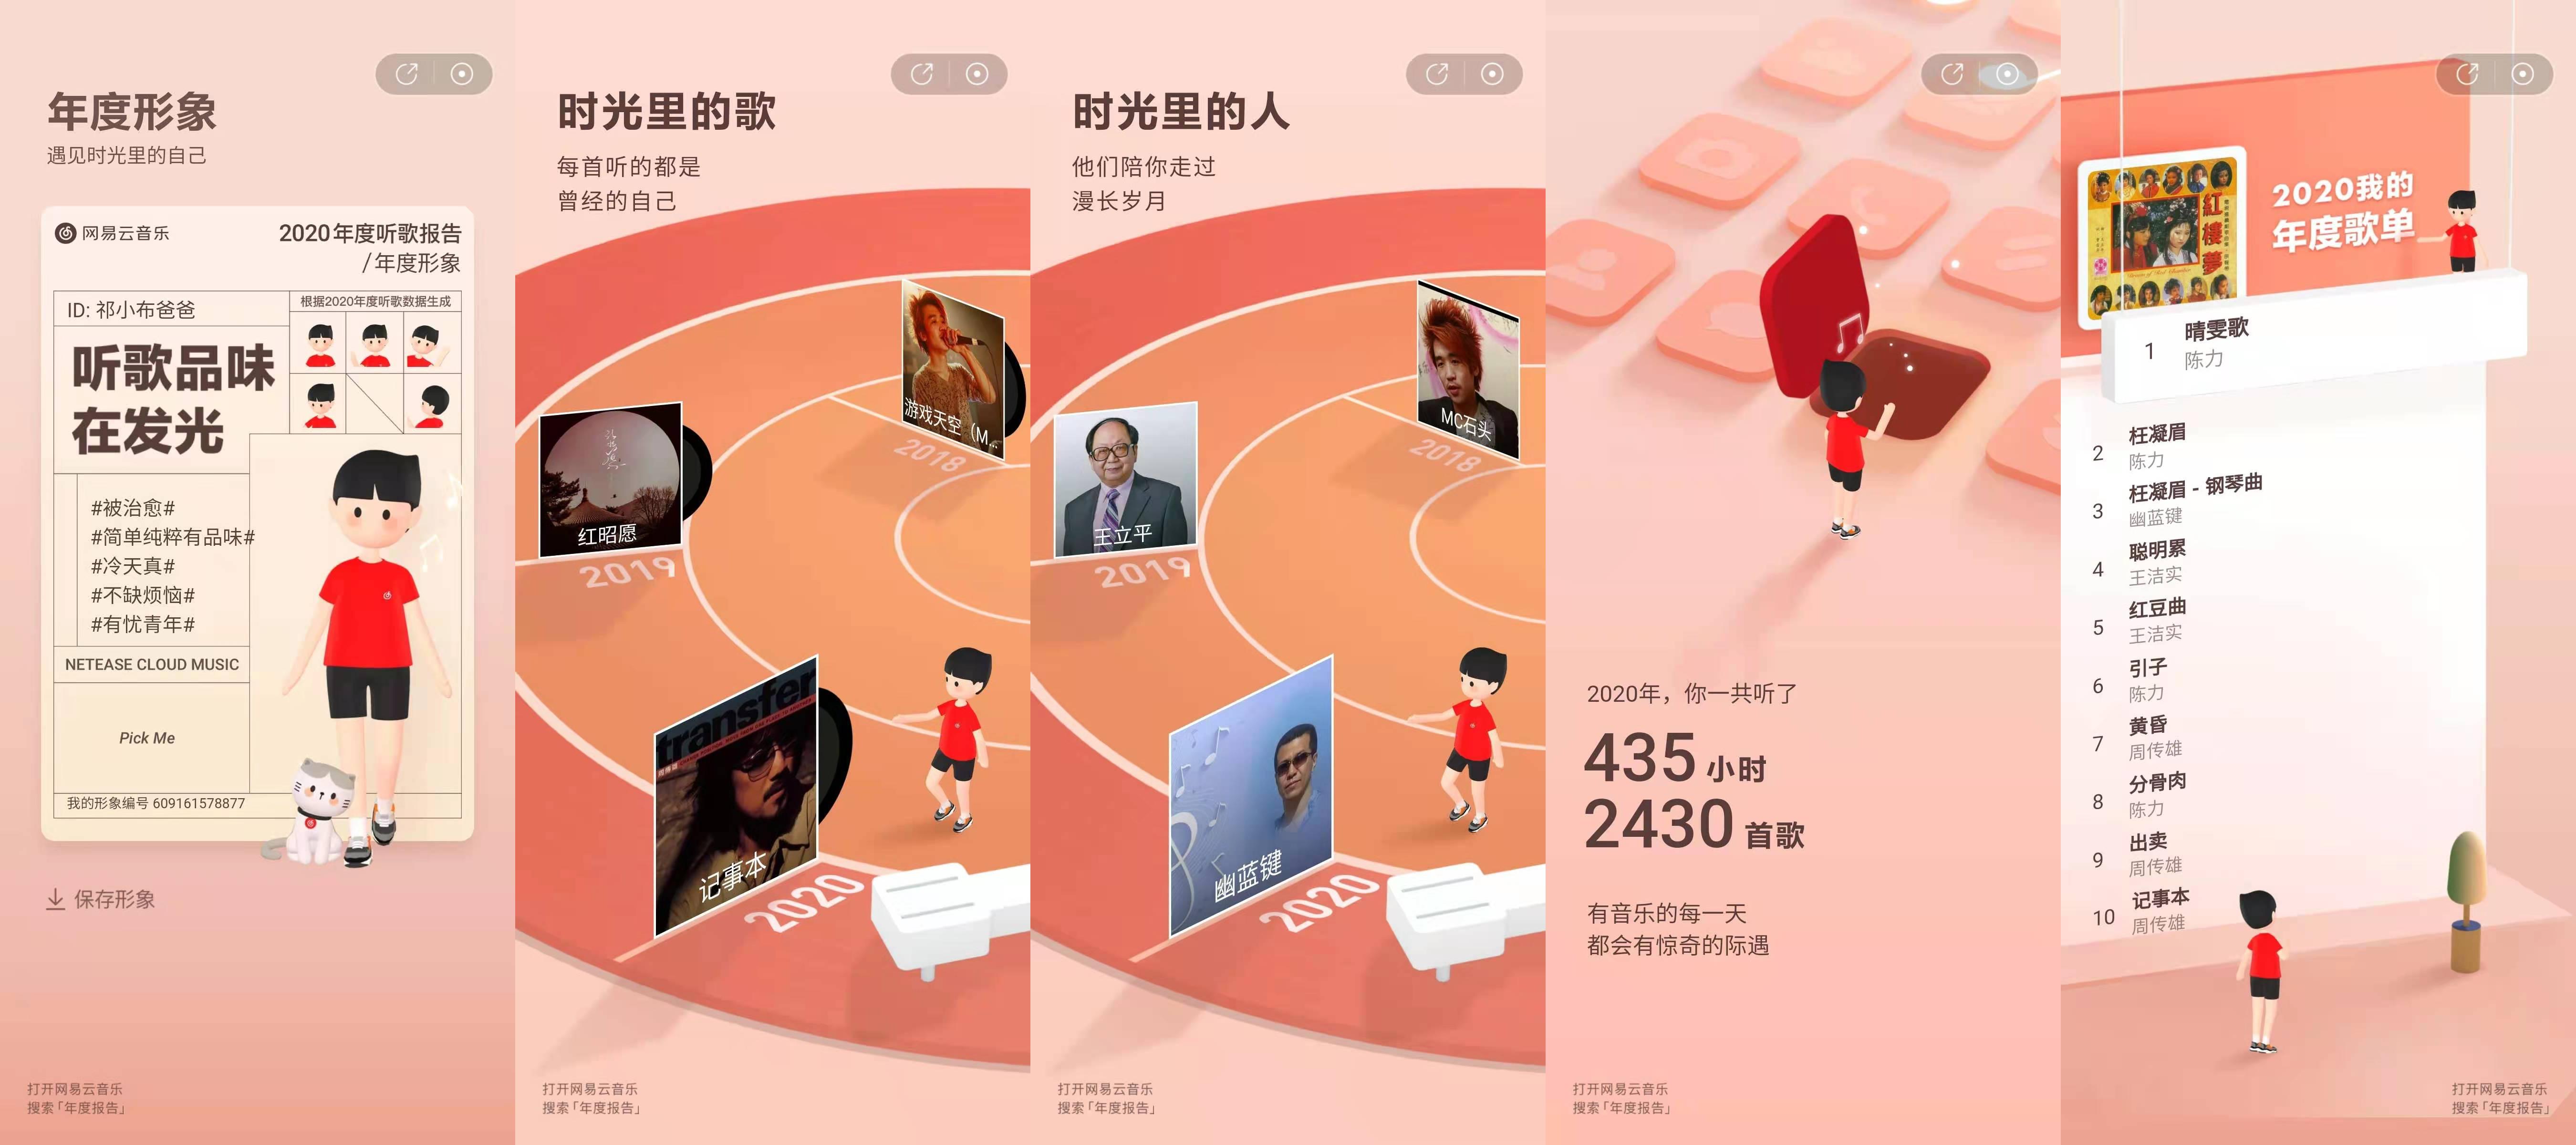 年度形象
遇见时光里的自己
网易云音乐
2020年度听歌报告
/年度形象
ID: 祁小布爸爸
根据2020年度听歌数据生成
听歌品味
在发光
#被治愈#
#简单纯粹有品味#
#冷天真#
#不缺烦恼#
#有忧青年#
NETEASE CLOUD MUSIC
Pick Me
我的形象编号 609161578877
保存形象
打开网易云音乐
搜索「年度报告」
时光里的歌
每首听的都是
曾经的自己
游戏天空（M...
2018
红昭愿
2019
transfer
记事本
2020
打开网易云音乐
搜索「年度报告」
时光里的人
他们陪你走过
漫长岁月
MC石头
2018
王立平
2019
幽蓝键
2020
打开网易云音乐
搜索「年度报告」
2020年，你一共听了
435 小时
2430 首歌
有音乐的每一天
都会有惊奇的际遇
打开网易云音乐
搜索「年度报告」
紅樓夢
2020我的
年度歌单
1 晴雯歌
陈力
2 枉凝眉
陈力
3 枉凝眉 - 钢琴曲
幽蓝键
4 聪明累
王洁实
5 红豆曲
王洁实
6 引子
陈力
7 黄昏
周传雄
8 分骨肉
陈力
9 出卖
周传雄
10 记事本
周传雄
打开网易云音乐
搜索「年度报告」